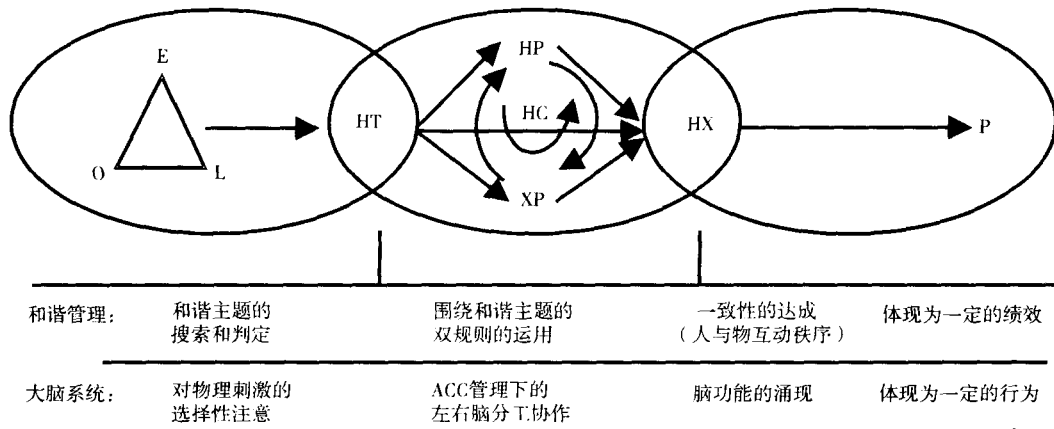 E
O
L
HT
HP
HC
XP
HX
P
和谐管理:
和谐主题的
搜索和判定
围绕和谐主题的
双规则的运用
一致性的达成
(人与物互动秩序)
体现为一定的绩效
大脑系统:
对物理刺激的
选择性注意
ACC管理下的
左右脑分工协作
脑功能的涌现
体现为一定的行为